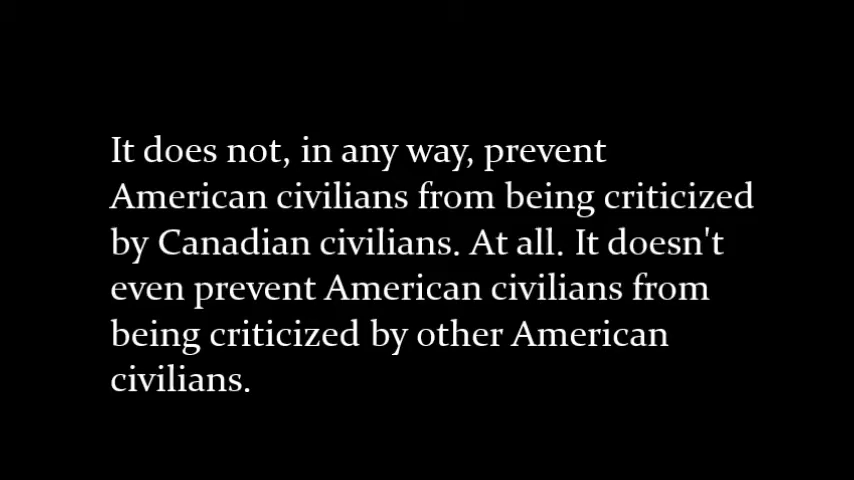 It does not, in any way, prevent
American civilians from being criticized
by Canadian civilians. At all. It doesn't
even prevent American civilians from
being criticized by other American
civilians.